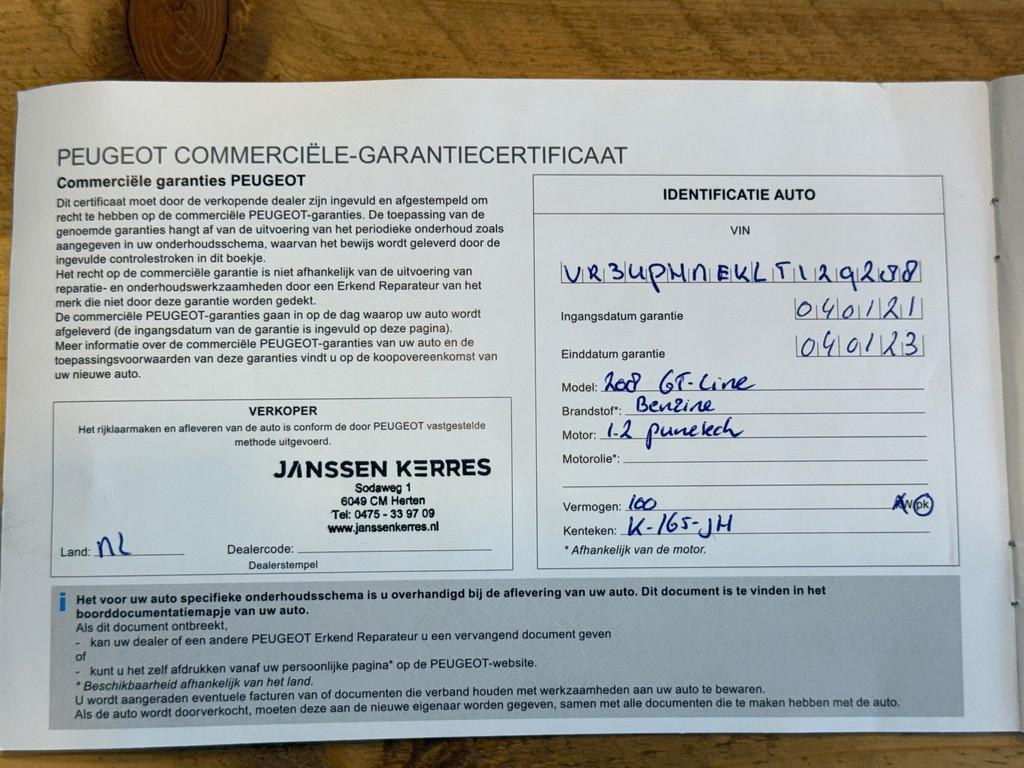 PEUGEOT COMMERCIËLE-GARANTIECERTIFICAAT
Commerciële garanties PEUGEOT
Dit certificaat moet door de verkopende dealer zijn ingevuld en afgestempeld om
recht te hebben op de commerciële PEUGEOT-garanties. De toepassing van de
genoemde garanties hangt af van de uitvoering van het periodieke onderhoud zoals
aangegeven in uw onderhoudsschema, waarvan het bewijs wordt geleverd door de
ingevulde controlestroken in dit boekje.
Het recht op de commerciële garantie is niet afhankelijk van de uitvoering van
reparatie- en onderhoudswerkzaamheden door een Erkend Reparateur van het
merk die niet door deze garantie worden gedekt.
De commerciële PEUGEOT-garanties gaan in op de dag waarop uw auto wordt
afgeleverd (de ingangsdatum van de garantie is ingevuld op deze pagina).
Meer informatie over de commerciële PEUGEOT-garanties van uw auto en de
toepassingsvoorwaarden van deze garanties vindt u op de koopovereenkomst van
uw nieuwe auto.
VERKOPER
Het rijklaarmaken en afleveren van de auto is conform de door PEUGEOT vastgestelde
methode uitgevoerd.
JANSSEN KERRES
Sodaweg 1
6049 CM Herten
Tel: 0475 - 33 97 09
www.janssenkerres.nl
Land: NL
Dealercode:
Dealerstempel
IDENTIFICATIE AUTO
VIN
VR3UPHNEKLT129288
Ingangsdatum garantie 040121
Einddatum garantie 040123
Model: 208 GT-Line
Brandstof*: Benzine
Motor: 1.2 puretech
Motorolie*:
Vermogen: 100 kW pk
Kenteken: K-165-JH
* Afhankelijk van de motor.
Het voor uw auto specifieke onderhoudsschema is u overhandigd bij de aflevering van uw auto. Dit document is te vinden in het
boorddocumentatiemapje van uw auto.
Als dit document ontbreekt,
- kan uw dealer of een andere PEUGEOT Erkend Reparateur u een vervangend document geven
of
- kunt u het zelf afdrukken vanaf uw persoonlijke pagina* op de PEUGEOT-website.
* Beschikbaarheid afhankelijk van het land.
U wordt aangeraden eventuele facturen van of documenten die verband houden met werkzaamheden aan uw auto te bewaren.
Als de auto wordt doorverkocht, moeten deze aan de nieuwe eigenaar worden gegeven, samen met alle documenten die te maken hebben met de auto.